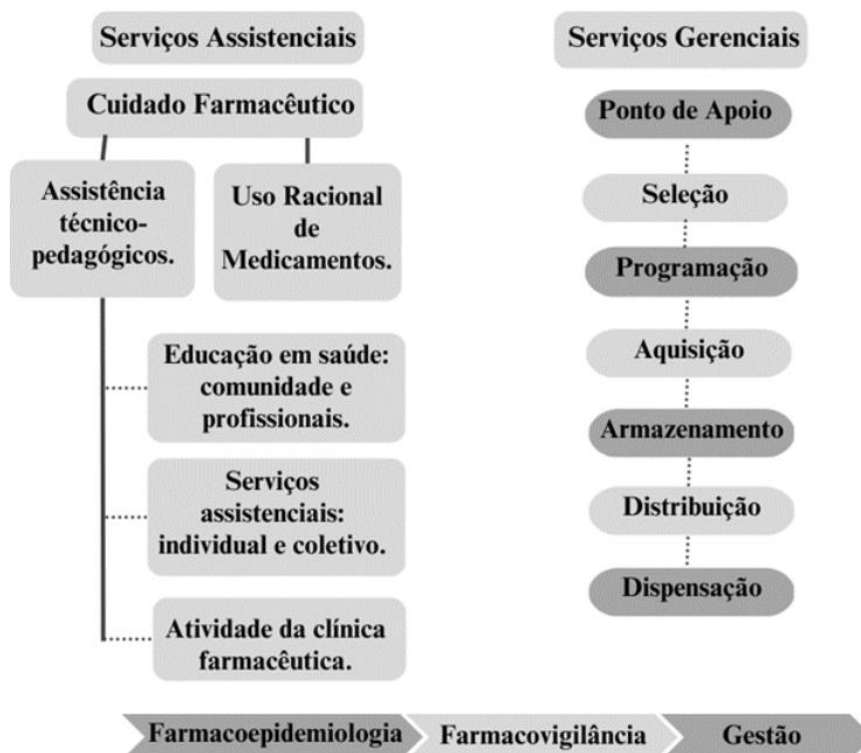 Serviços Assistenciais
Cuidado Farmacêutico
Assistência
técnico-
pedagógicos.
Uso Racional
de
Medicamentos.
Educação em saúde:
comunidade e
profissionais.
Serviços
assistenciais:
individual e coletivo.
Atividade da clínica
farmacêutica.
Serviços Gerenciais
Ponto de Apoio
Seleção
Programação
Aquisição
Armazenamento
Distribuição
Dispensação
Farmacoepidemiologia
Farmacovigilância
Gestão